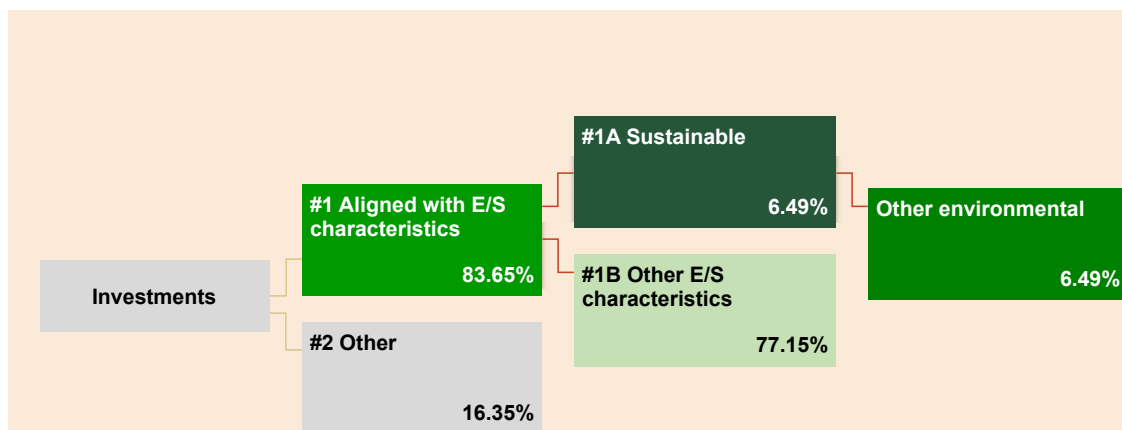 Investments
#1 Aligned with E/S
characteristics
83.65%
#2 Other
16.35%
#1A Sustainable
6.49%
#1B Other E/S
characteristics
77.15%
Other environmental
6.49%